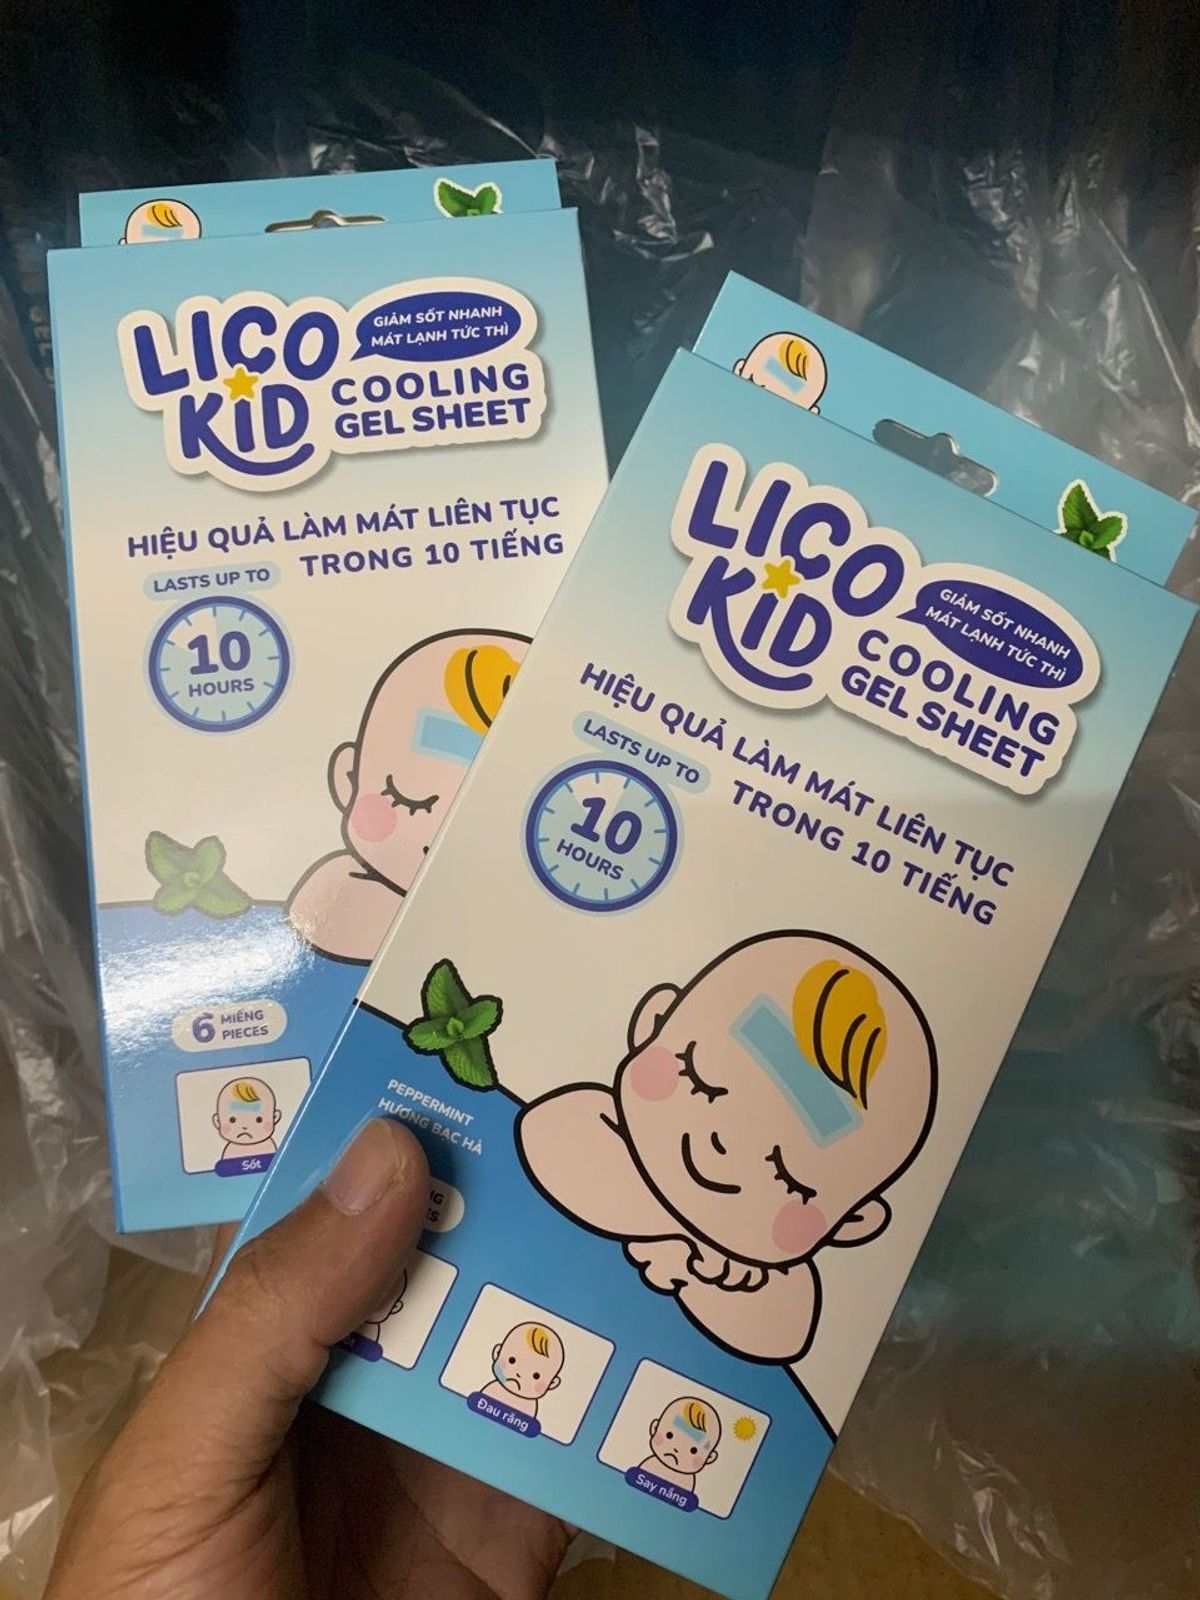 LICO
KID
GIẢM SỐT NHANH
MÁT LẠNH TỨC THÌ
COOLING
GEL SHEET
HIỆU QUẢ LÀM MÁT LIÊN TỤC
TRONG 10 TIẾNG
LASTS UP TO
10
HOURS
6 MIẾNG
PIECES
Sốt
LICO
KID
GIẢM SỐT NHANH
MÁT LẠNH TỨC THÌ
COOLING
GEL SHEET
HIỆU QUẢ LÀM MÁT LIÊN TỤC
TRONG 10 TIẾNG
LASTS UP TO
10
HOURS
PEPPERMINT
HƯƠNG BẠC HÀ
Đau răng
Say nắng